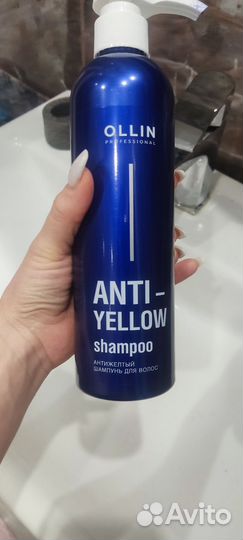 OLLIN
PROFESSIONAL
ANTI –
YELLOW
shampoo
АНТИЖЕЛТЫЙ
ШАМПУНЬ ДЛЯ ВОЛОС
Avito